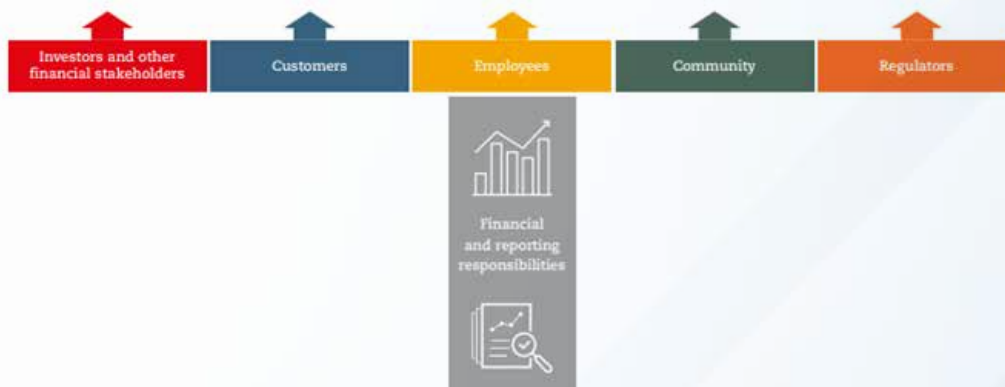 Investors and other
financial stakeholders
Customers
Employees
Community
Regulators
Financial
and reporting
responsibilities